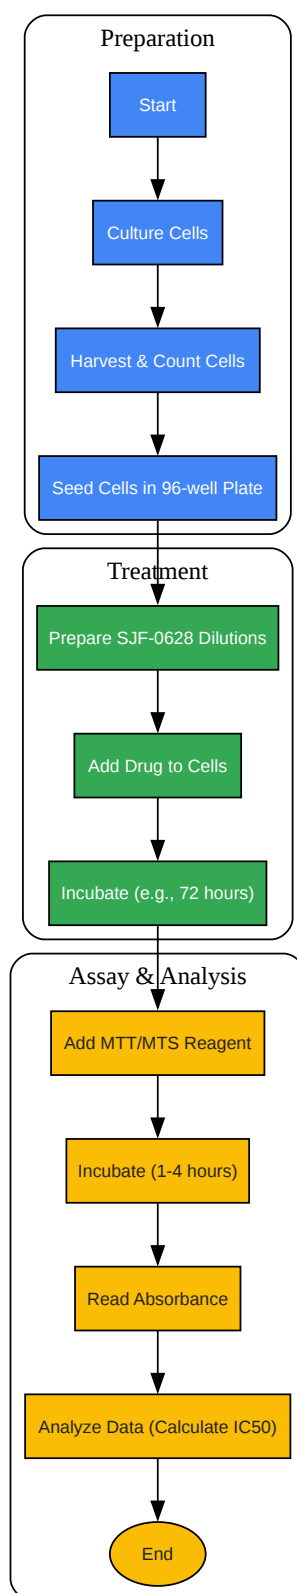 Preparation
Start
Culture Cells
Harvest & Count Cells
Seed Cells in 96-well Plate
Treatment
Prepare SJF-0628 Dilutions
Add Drug to Cells
Incubate (e.g., 72 hours)
Assay & Analysis
Add MTT/MTS Reagent
Incubate (1-4 hours)
Read Absorbance
Analyze Data (Calculate IC50)
End